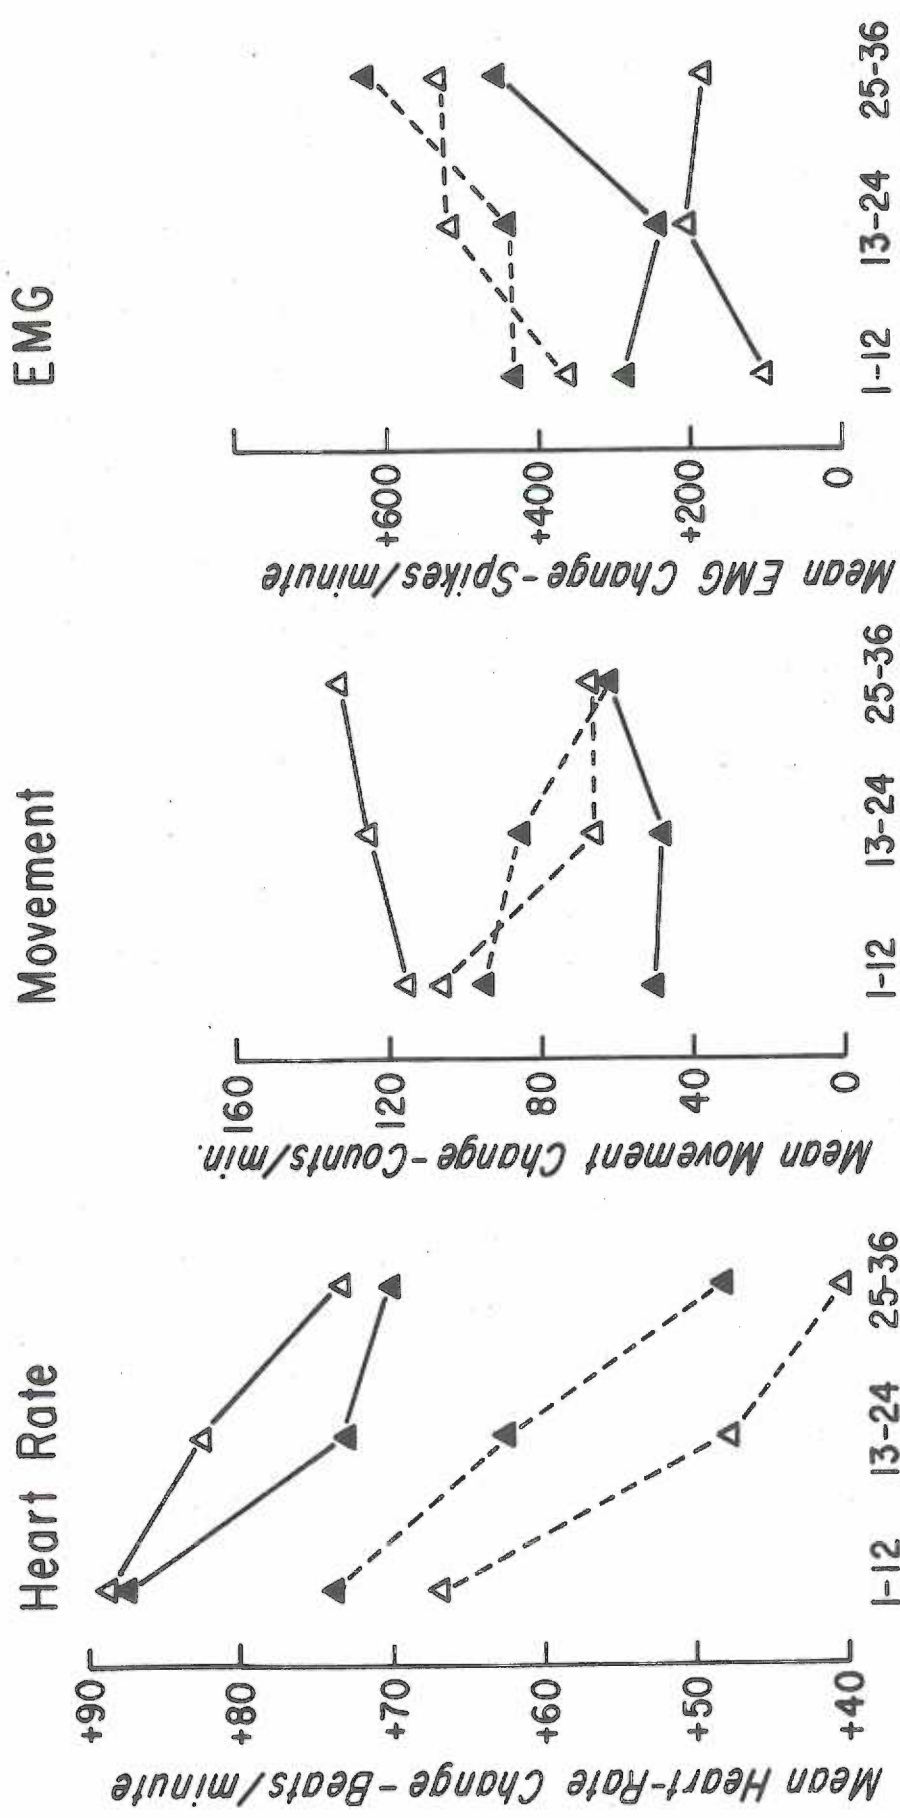 Heart Rate
Mean Heart-Rate Change-Beats/minute
+90
+80
+70
+60
+50
+40
1-12 13-24 25-36
Movement
Mean Movement Change-Counts/min.
160
120
80
40
0
1-12 13-24 25-36
EMG
Mean EMG Change-Spikes/minute
+600
+400
+200
0
1-12 13-24 25-36